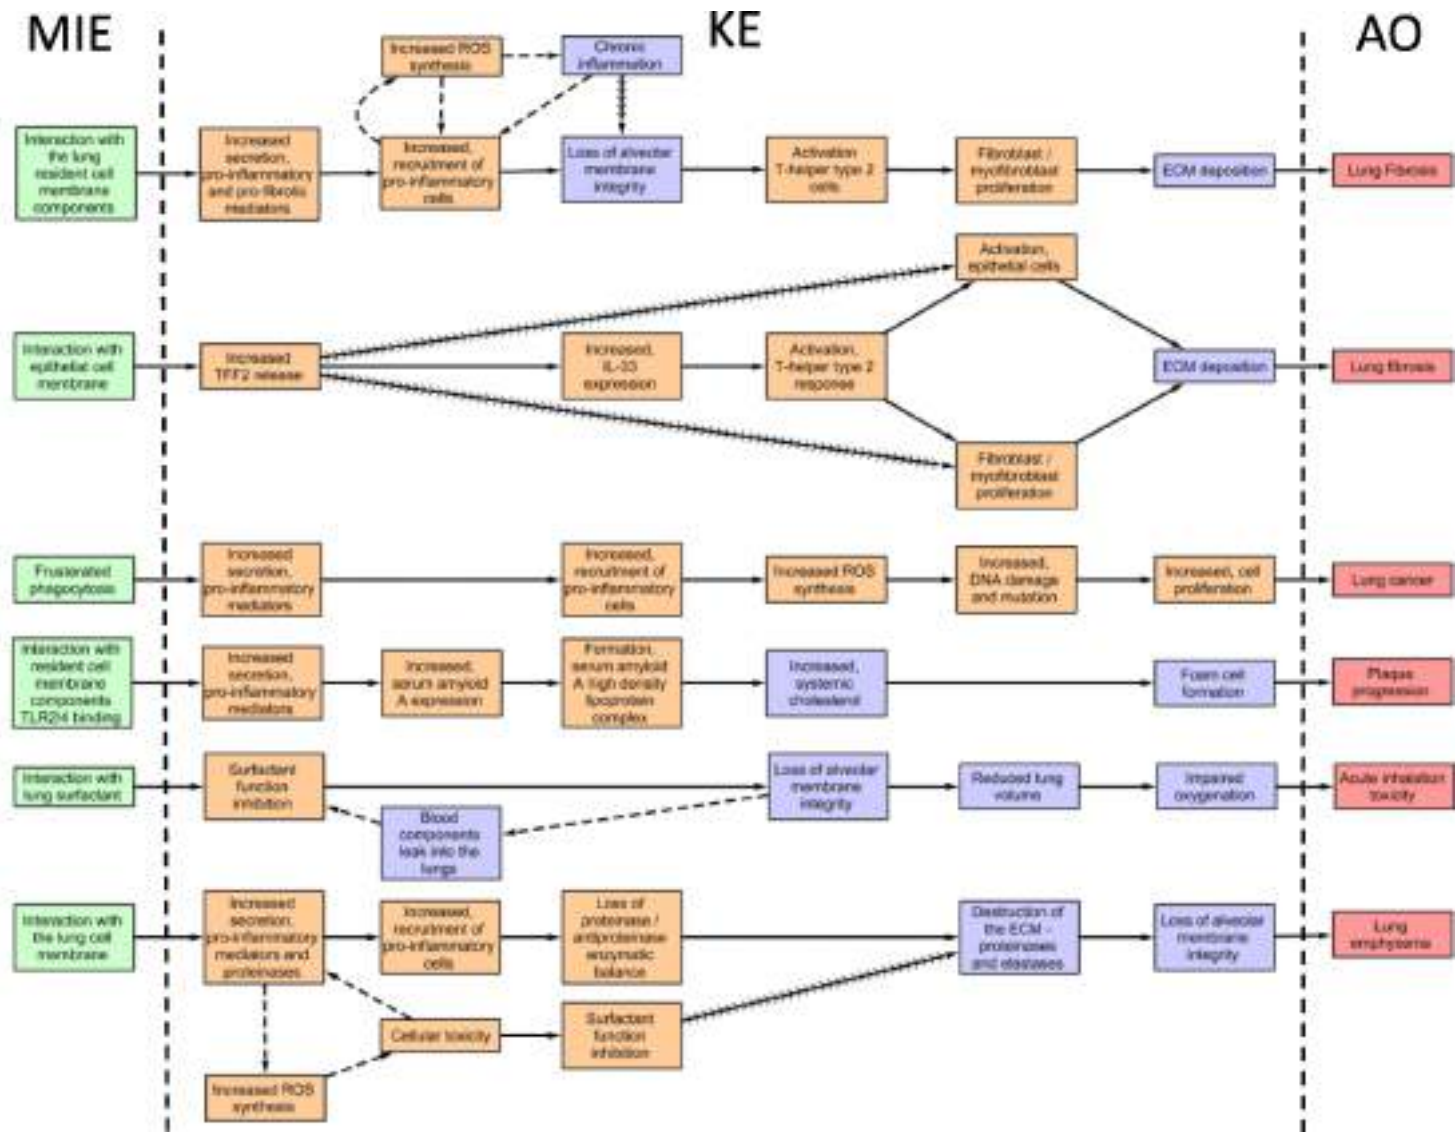 MIE
KE
AO
Increased ROS
synthesis
Chronic
inflammation
Interaction with
the lung
resident cell
membrane
components
Increased
secretion,
pro-inflammatory
and pro-fibrotic
mediators
Increased,
recruitment of
pro-inflammatory
cells
Loss of alveolar
membrane
integrity
Activation
T-helper type 2
cells
Fibroblast /
myofibroblast
proliferation
ECM deposition
Lung Fibrosis
Activation,
epithelial cells
Interaction with
epithelial cell
membrane
Increased
TFF2 release
Increased,
IL-33
expression
Activation,
T-helper type 2
response
ECM deposition
Lung fibrosis
Fibroblast /
myofibroblast
proliferation
Frusterated
phagocytosis
Increased
secretion,
pro-inflammatory
mediators
Increased,
recruitment of
pro-inflammatory
cells
Increased ROS
synthesis
Increased,
DNA damage
and mutation
Increased, cell
proliferation
Lung cancer
Interaction with
resident cell
membrane
components
TLR2/4 binding
Increased
secretion,
pro-inflammatory
mediators
Increased,
serum amyloid
A expression
Formation,
serum amyloid
A high density
lipoprotein
complex
Increased,
systemic
cholesterol
Foam cell
formation
Plaque
progression
Interaction with
lung surfactant
Surfactant
function
inhibition
Blood
components
leak into the
lungs
Loss of alveolar
membrane
integrity
Reduced lung
volume
Impaired
oxygenation
Acute inhalation
toxicity
Interaction with
the lung cell
membrane
Increased
secretion,
pro-inflammatory
mediators and
proteinases
Increased,
recruitment of
pro-inflammatory
cells
Loss of
proteinase /
antiproteinase
enzymatic
balance
Destruction of
the ECM -
proteinases
and elastases
Loss of alveolar
membrane
integrity
Lung
emphysema
Cellular toxicity
Surfactant
function
inhibition
Increased ROS
synthesis